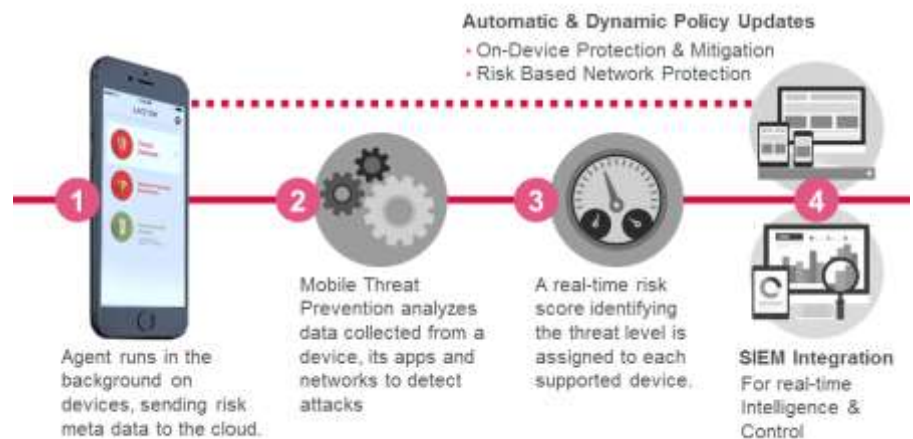 Automatic & Dynamic Policy Updates
• On-Device Protection & Mitigation
• Risk Based Network Protection
1
2
3
4
Agent runs in the
background on
devices, sending risk
meta data to the cloud.
Mobile Threat
Prevention analyzes
data collected from a
device, its apps and
networks to detect
attacks
A real-time risk
score identifying
the threat level is
assigned to each
supported device.
SIEM Integration
For real-time
Intelligence &
Control